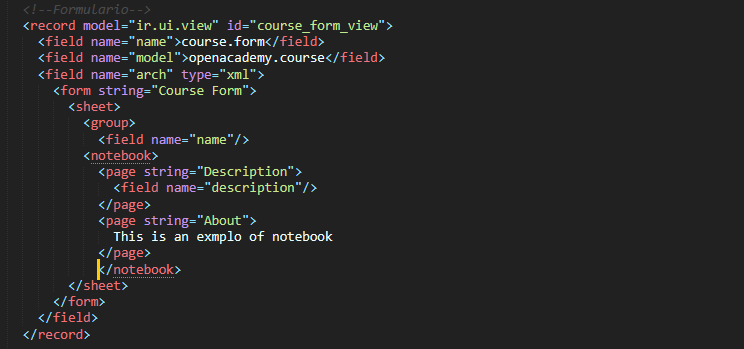 <!--Formulario-->
<record model="ir.ui.view" id="course_form_view">
<field name="name">course.form</field>
<field name="model">openacademy.course</field>
<field name="arch" type="xml">
<form string="Course Form">
<sheet>
<group>
<field name="name"/>
<notebook>
<page string="Description">
<field name="description"/>
</page>
<page string="About">
This is an exmplo of notebook
</page>
</notebook>
</sheet>
</form>
</field>
</record>